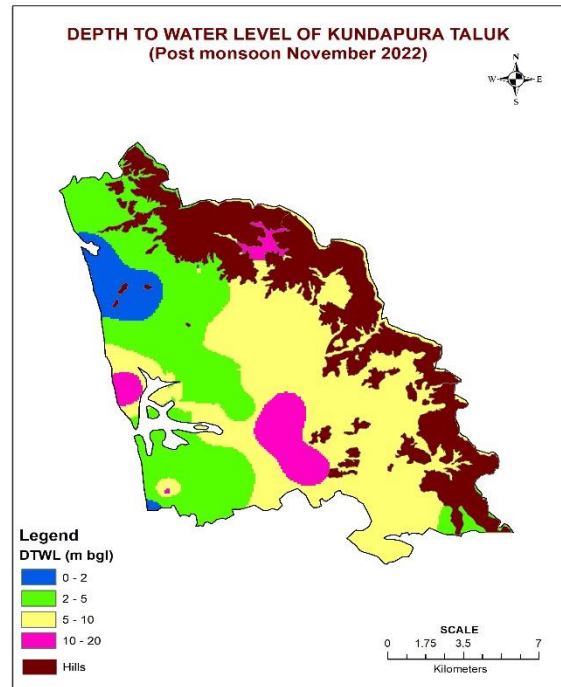 DEPTH TO WATER LEVEL OF KUNDAPURA TALUK
(Post monsoon November 2022)
N
W E
S
Legend
DTWL (m bgl)
0 - 2
2 - 5
5 - 10
10 - 20
Hills
SCALE
0 1.75 3.5 7
Kilometers